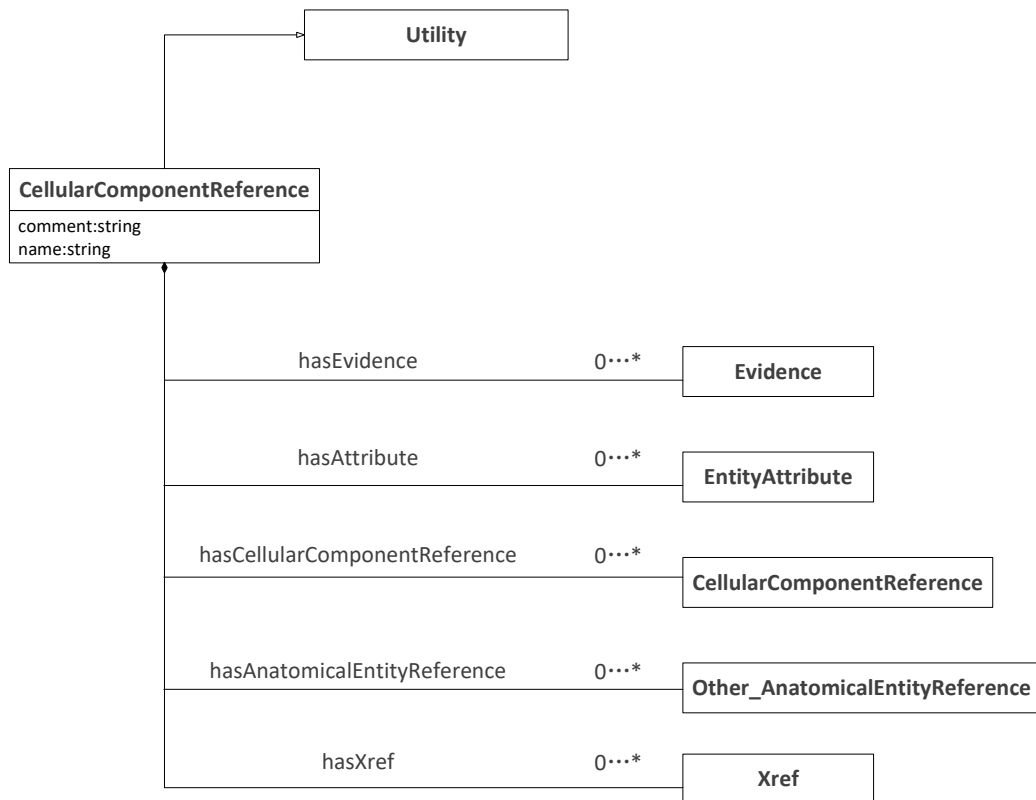 Utility
CellularComponentReference
comment:string
name:string
hasEvidence 0···*
Evidence
hasAttribute 0···*
EntityAttribute
hasCellularComponentReference 0···*
CellularComponentReference
hasAnatomicalEntityReference 0···*
Other_AnatomicalEntityReference
hasXref 0···*
Xref